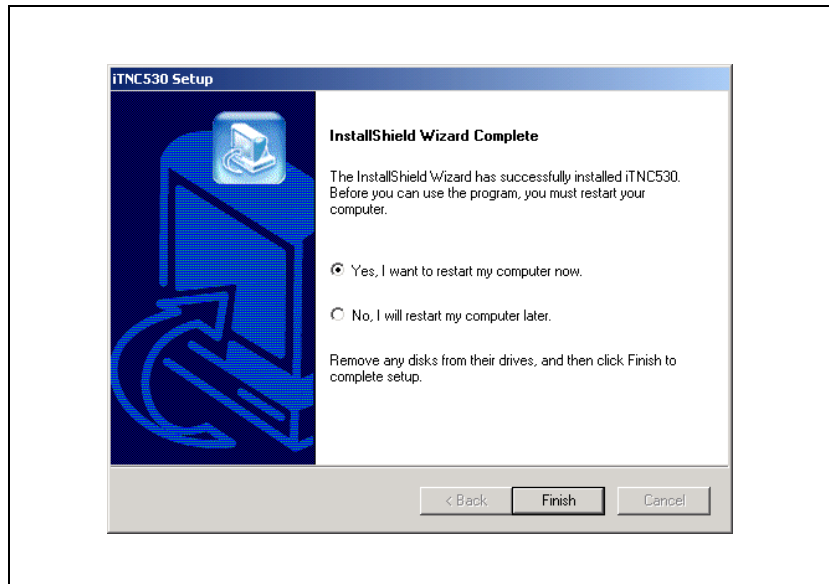 iTNC530 Setup
InstallShield Wizard Complete
The InstallShield Wizard has successfully installed iTNC530.
Before you can use the program, you must restart your
computer.
Yes, I want to restart my computer now.
No, I will restart my computer later.
Remove any disks from their drives, and then click Finish to
complete setup.
< Back Finish Cancel